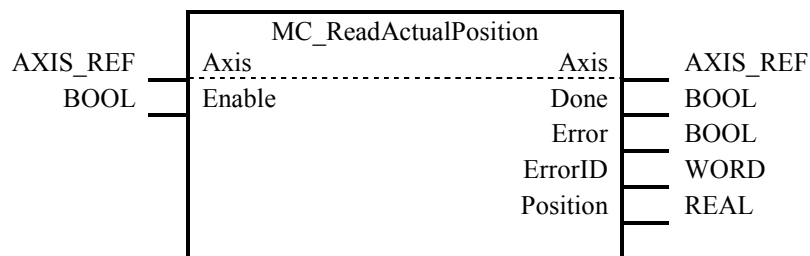 MC_ReadActualPosition
AXIS_REF Axis Axis AXIS_REF
BOOL Enable Done BOOL
Error BOOL
ErrorID WORD
Position REAL